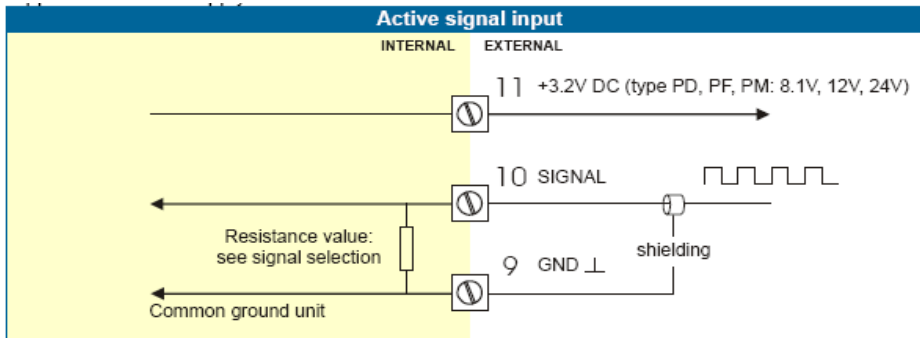 Active signal input
INTERNAL EXTERNAL
11 +3.2V DC (type PD, PF, PM: 8.1V, 12V, 24V)
10 SIGNAL
Resistance value:
see signal selection
shielding
9 GND ⊥
Common ground unit